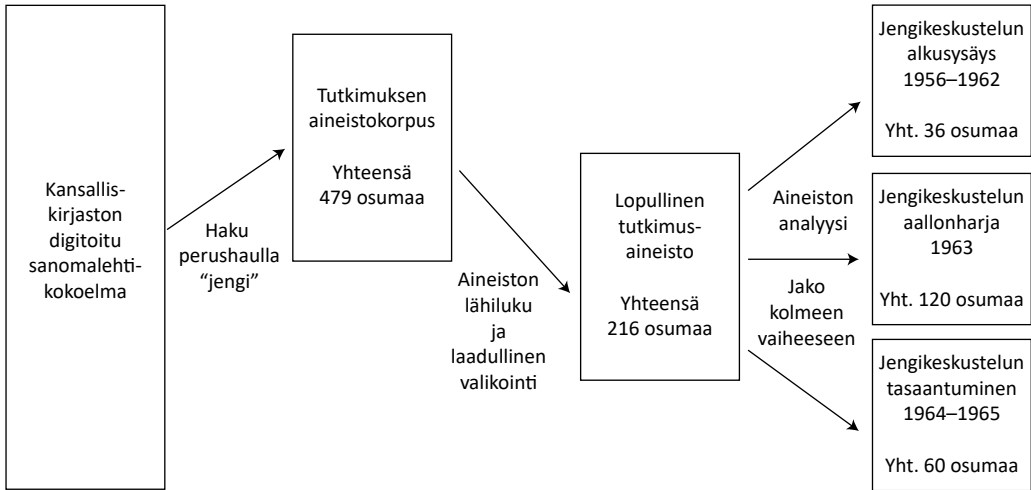 Kansallis-
kirjaston
digitoitu
sanomalehti-
kokoelma
Haku
perushaulla
“jengi”
Tutkimuksen
aineistokorpus
Yhteensä
479 osumaa
Aineiston
lähiluku
ja
laadullinen
valikointi
Lopullinen
tutkimus-
aineisto
Yhteensä
216 osumaa
Aineiston
analyysi
Jako
kolmeen
vaiheeseen
Jengikeskustelun
alkusysäys
1956–1962
Yht. 36 osumaa
Jengikeskustelun
aallonharja
1963
Yht. 120 osumaa
Jengikeskustelun
tasaantuminen
1964–1965
Yht. 60 osumaa